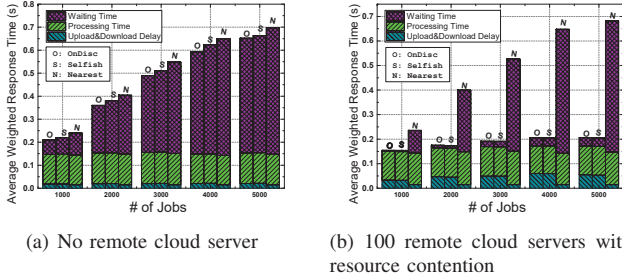 Average Weighted Response Time (s)
0.8
0.7
0.6
0.5
0.4
0.3
0.2
0.1
0.0
Waiting Time
Processing Time
Upload&Download Delay
O: OnDisc
S: Selfish
N: Nearest
O S N
O S N
O S N
O S N
O S N
1000 2000 3000 4000 5000
# of Jobs
(a) No remote cloud server
Average Weighted Response Time (s)
0.7
0.6
0.5
0.4
0.3
0.2
0.1
0.0
Waiting Time
Processing Time
Upload&Download Delay
O: OnDisc
S: Selfish
N: Nearest
O S N
O S N
O S N
O S N
O S N
1000 2000 3000 4000 5000
# of Jobs
(b) 100 remote cloud servers wit
resource contention